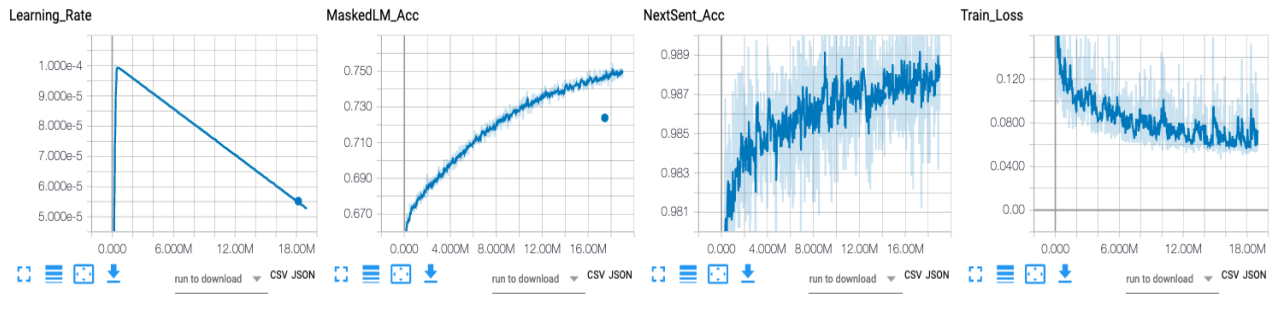 Learning_Rate
1.000e-4
9.000e-5
8.000e-5
7.000e-5
6.000e-5
5.000e-5
0.000 6.000M 12.00M 18.00M
run to download CSV JSON
MaskedLM_Acc
0.750
0.730
0.710
0.690
0.670
0.000 4.000M 8.000M 12.00M 16.00M
run to download CSV JSON
NextSent_Acc
0.989
0.987
0.985
0.983
0.981
0.000 4.000M 8.000M 12.00M 16.00M
run to download CSV JSON
Train_Loss
0.120
0.0800
0.0400
0.00
0.000 6.000M 12.00M 18.00M
run to download CSV JSON